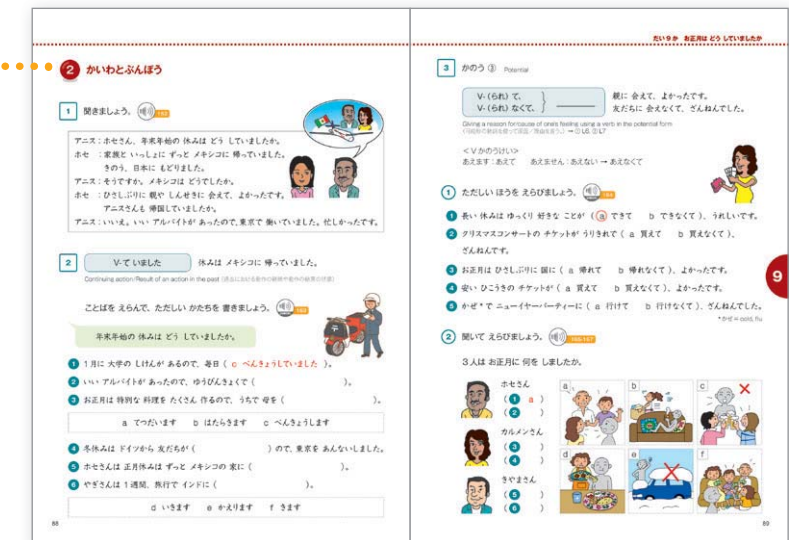 2 かいわとぶんぽう
1 聞きましょう。
アニス：ホセさん、年末年始の 休みは どう していましたか。
ホセ ：家族と いっしょに ずっと メキシコに 帰っていました。
きのう、日本に もどりました。
アニス：そうですか。メキシコは どうでしたか。
ホセ ：ひさしぶりに 親や しんせきに 会えて、よかったです。
アニスさんも 帰国していましたか。
アニス：いいえ。いい アルバイトが あったので、東京で 働いていました。忙しかったです。
2 V-て いました 休みは メキシコに 帰っていました。
Continuing action/Result of an action in the past
ことばを えらんで、ただしい かたちを 書きましょう。
年末年始の 休みは どう していましたか。
1 1月に 大学の しけんが あるので、毎日（ c べんきょうしていました ）。
2 いい アルバイトが あったので、ゆうびんきょくで（ ）。
3 お正月は 特別な 料理を たくさん 作るので、うちで 母を（ ）。
a てつだいます b はたらきます c べんきょうします
4 冬休みは ドイツから 友だちが（ ）ので、東京を あんないしました。
5 ホセさんは 正月休みは ずっと メキシコの 家に（ ）。
6 やぎさんは 1週間、旅行で インドに（ ）。
d いきます e かえります f きます
88
だい9か お正月は どう していましたか
3 かのう ③ Potential
V-（られ）て、 親に 会えて、よかったです。
V-（られ）なくて、 友だちに 会えなくて、ざんねんでした。
Giving a reason for/cause of one's feeling using a verb in the potential form
＜V かのうけい＞
あえます：あえて あえません：あえない → あえなくて
1 ただしい ほうを えらびましょう。
1 長い 休みは ゆっくり 好きな ことが（ a できて b できなくて ）、うれしいです。
2 クリスマスコンサートの チケットが うりきれで（ a 買えて b 買えなくて ）、
ざんねんです。
3 お正月は ひさしぶりに 国に（ a 帰れて b 帰れなくて ）、よかったです。
4 安い ひこうきの チケットが（ a 買えて b 買えなくて ）、よかったです。
5 かぜ*で ニューイヤーパーティーに（ a 行けて b 行けなくて ）、ざんねんでした。
*かぜ = cold, flu
9
2 聞いて えらびましょう。
3人は お正月に 何を しましたか。
ホセさん
（ 1 a ）
（ 2 ）
カルメンさん
（ 3 ）
（ 4 ）
きやまさん
（ 5 ）
（ 6 ）
a b c
d e f
89